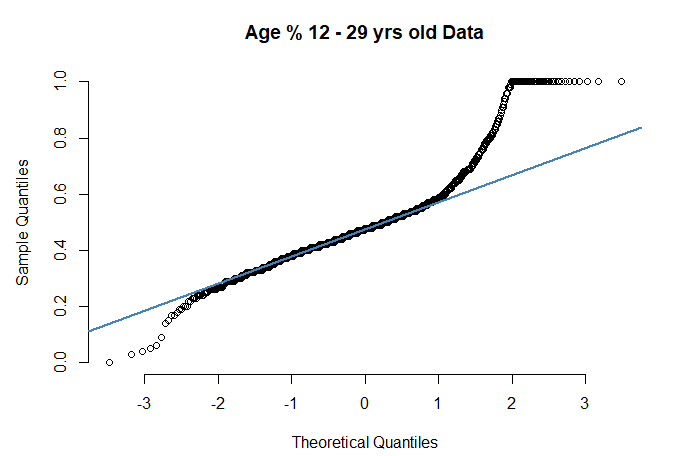 Age % 12 - 29 yrs old Data
Sample Quantiles
1.0
0.8
0.6
0.4
0.2
0.0
-3 -2 -1 0 1 2 3
Theoretical Quantiles